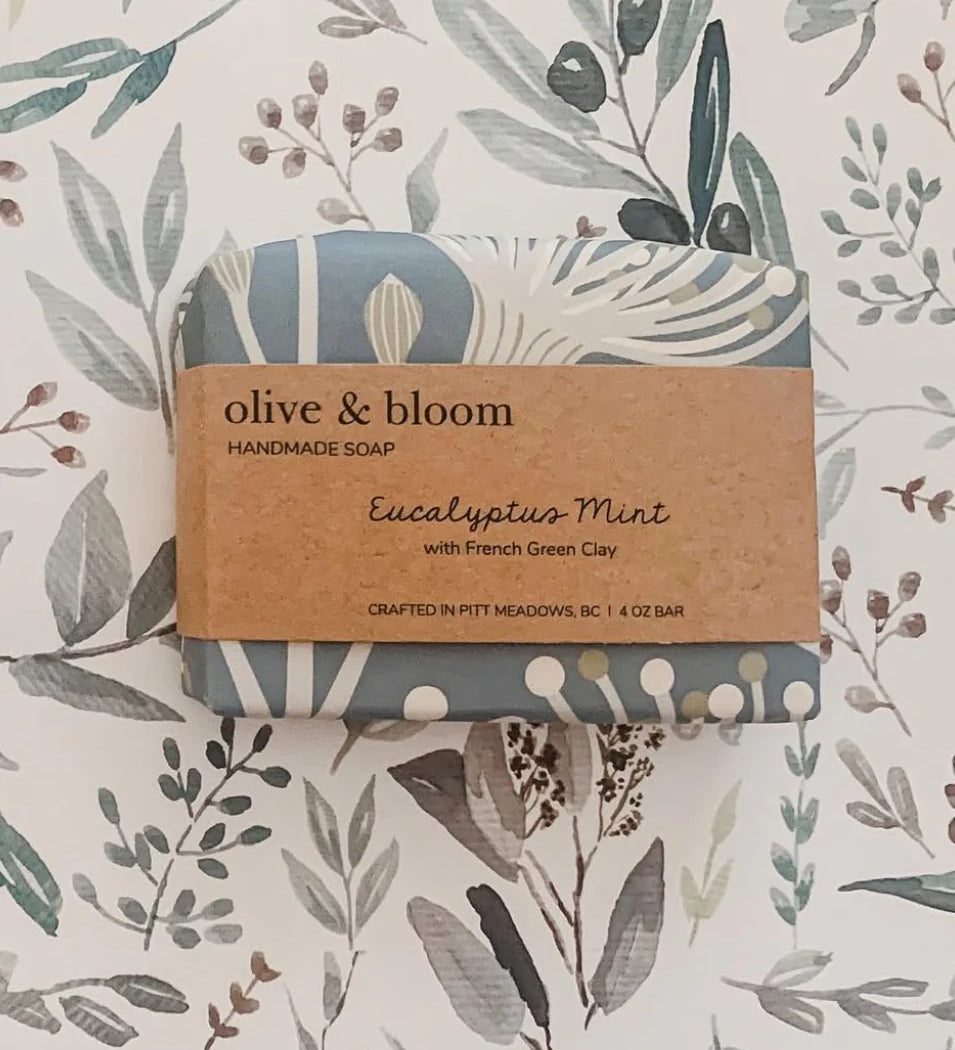 olive & bloom
HANDMADE SOAP
Eucalyptus Mint
with French Green Clay
CRAFTED IN PITT MEADOWS, BC | 4 OZ BAR